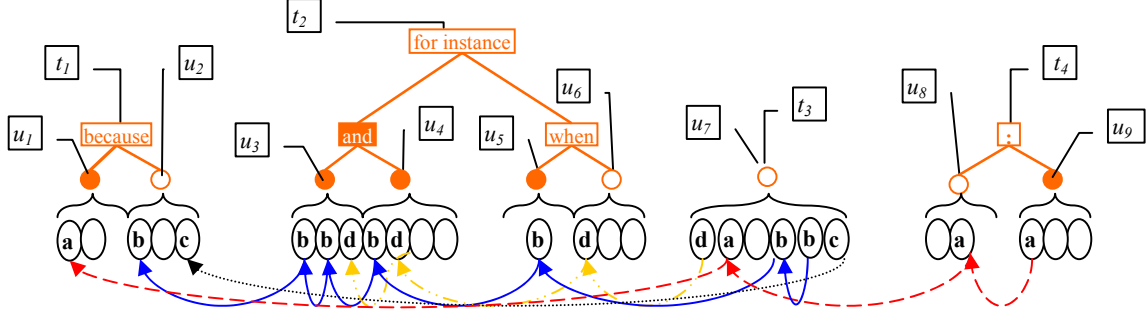 t2
for instance
t1
u2
u6
u8
t4
u1
because
u3
and
u4
u5
when
u7
t3
:
u9
a b c b b d b d b d d a b b c a a